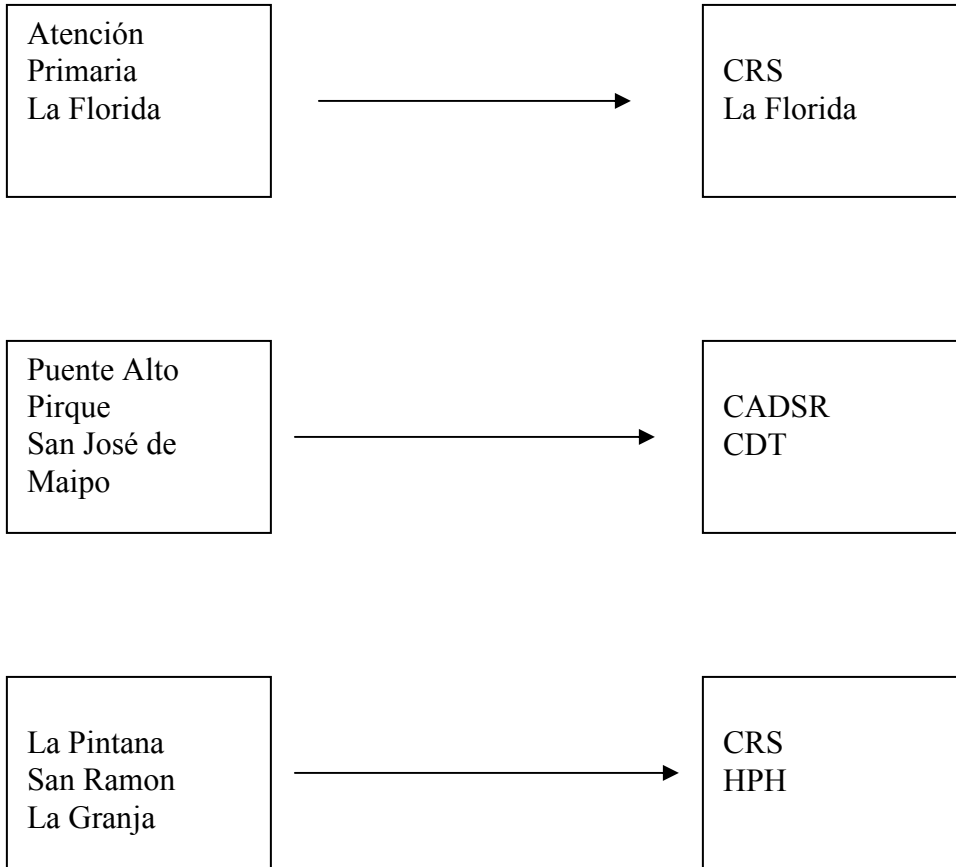 Atención
Primaria
La Florida
CRS
La Florida
Puente Alto
Pirque
San José de
Maipo
CADSR
CDT
La Pintana
San Ramon
La Granja
CRS
HPH